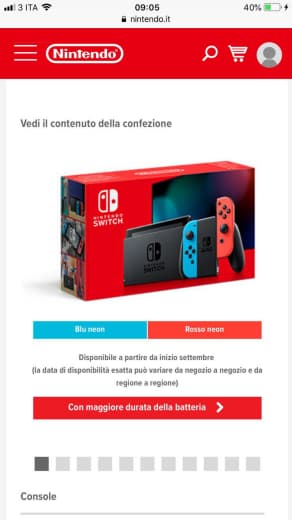 3 ITA
09:05
40%
nintendo.it
Nintendo
Vedi il contenuto della confezione
NINTENDO
SWITCH
NINTENDO
SWITCH
Blu neon
Rosso neon
Disponibile a partire da inizio settembre
(la data di disponibilità esatta può variare da negozio a negozio e da
regione a regione)
Con maggiore durata della batteria
Console